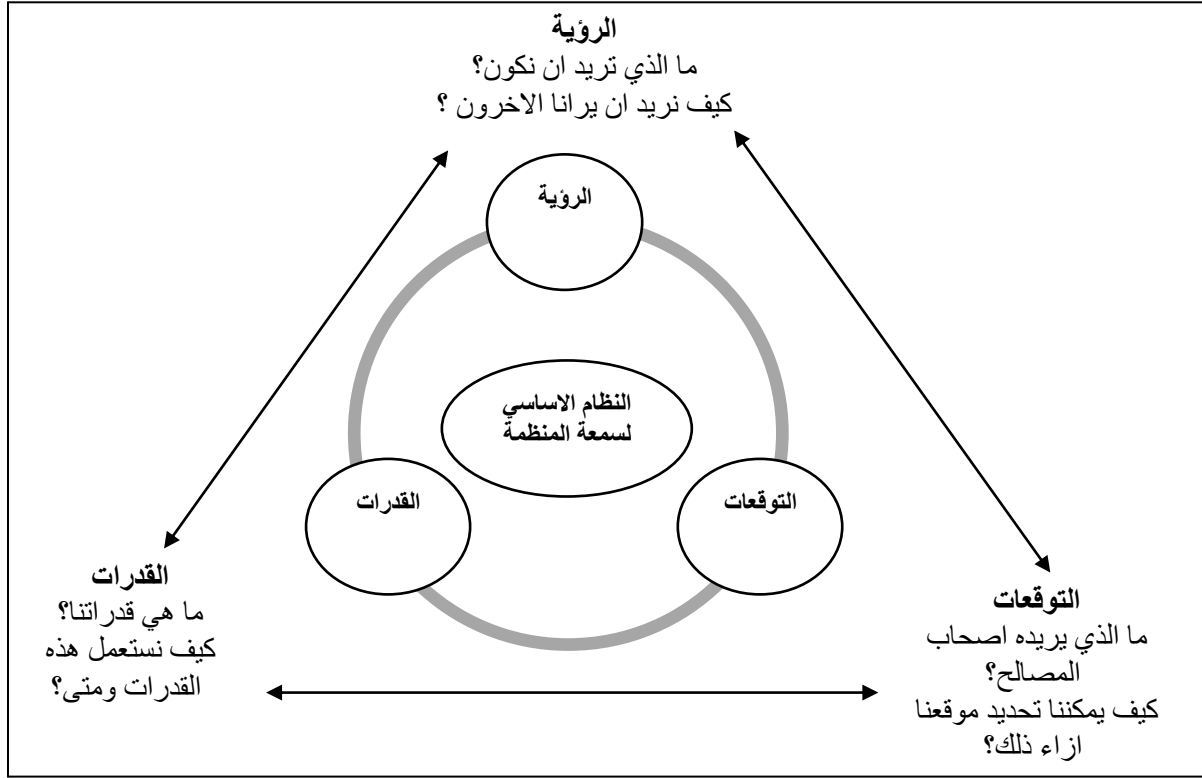 الرؤية
ما الذي تريد ان نكون؟
كيف نريد ان يرانا الاخرون ؟
الرؤية
النظام الاساسي
لسمعة المنظمة
القدرات
التوقعات
القدرات
ما هي قدراتنا؟
كيف نستعمل هذه
القدرات ومتى؟
التوقعات
ما الذي يريده اصحاب
المصالح؟
كيف يمكننا تحديد موقعنا
ازاء ذلك؟